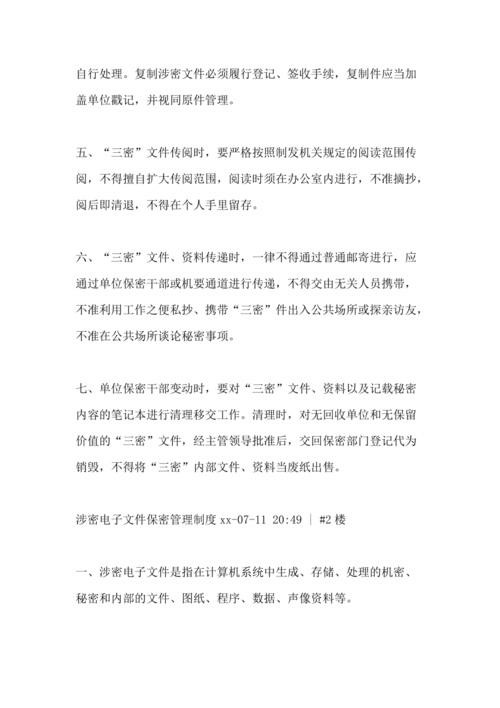 自行处理。复制涉密文件必须履行登记、签收手续，复制件应当加
盖单位戳记，并视同原件管理。
五、“三密”文件传阅时，要严格按照制发机关规定的阅读范围传
阅，不得擅自扩大传阅范围，阅读时须在办公室内进行，不准摘抄，
阅后即清退，不得在个人手里留存。
六、“三密”文件、资料传递时，一律不得通过普通邮寄进行，应
通过单位保密干部或机要通道进行传递，不得交由无关人员携带，
不准利用工作之便私抄、携带“三密”件出入公共场所或探亲访友，
不准在公共场所谈论秘密事项。
七、单位保密干部变动时，要对“三密”文件、资料以及记载秘密
内容的笔记本进行清理移交工作。清理时，对无回收单位和无保留
价值的“三密”文件，经主管领导批准后，交回保密部门登记代为
销毁，不得将“三密”内部文件、资料当废纸出售。
涉密电子文件保密管理制度 xx-07-11 20:49 | #2 楼
一、涉密电子文件是指在计算机系统中生成、存储、处理的机密、
秘密和内部的文件、图纸、程序、数据、声像资料等。